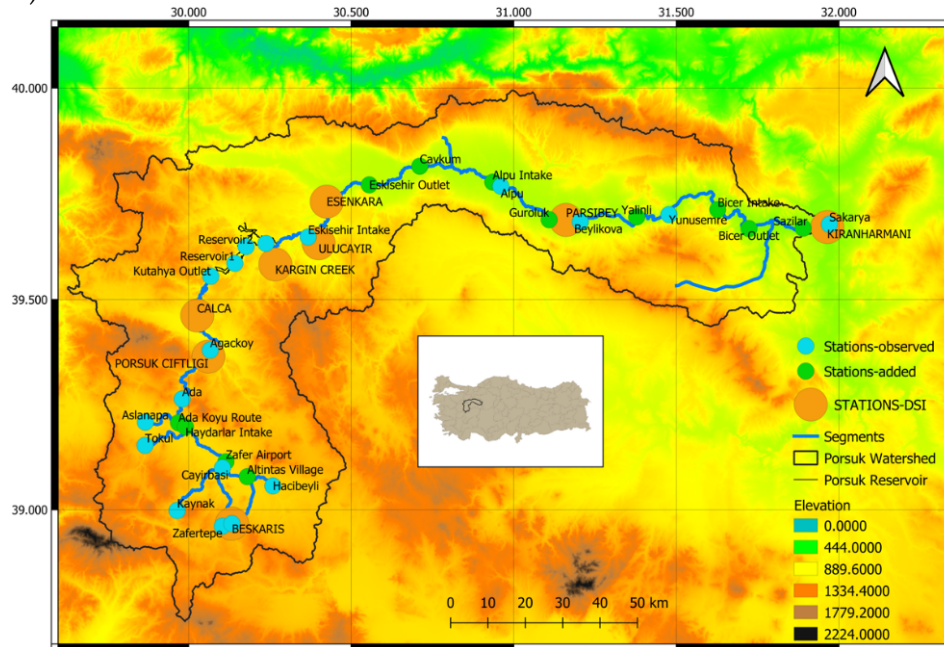 30.000
30.500
31.000
31.500
32.000
40.000
39.500
39.000
Caykum
Eskisehir Outlet
Alpu Intake
Alpu
ESENKARA
Guroluk
PARSIBEY
Beylikova
Yalinli
Yunusemre
Bicer Intake
Bicer Outlet
Sazilar
Sakarya
KIRANHARMANI
Eskisehir Intake
ULUCAYIR
Reservoir2
Reservoir1
KARGIN CREEK
Kutahya Outlet
CALCA
Agackoy
PORSUK CIFTLIGI
Ada
Aslanapa
Ada Koyu Route
Haydarlar Intake
Tokul
Zafer Airport
Cayirbasi
Altintas Village
Hacibeyli
Kaynak
Zafertepe
BESKARIS
Stations-observed
Stations-added
STATIONS-DSI
Segments
Porsuk Watershed
Porsuk Reservoir
Elevation
0.0000
444.0000
889.6000
1334.4000
1779.2000
2224.0000
0 10 20 30 40 50 km